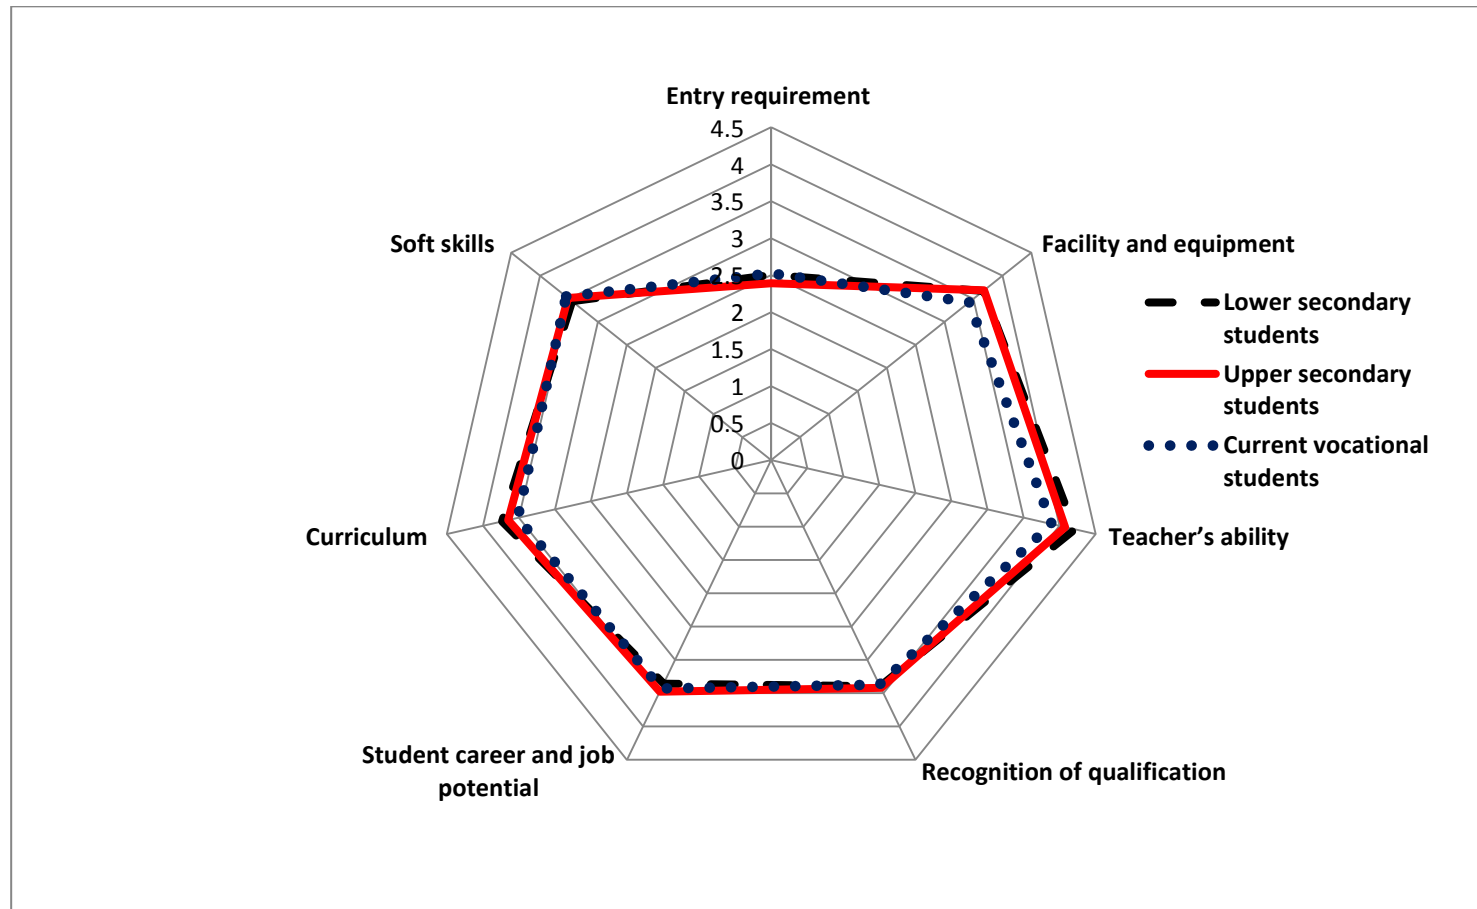 Entry requirement
4.5
4
3.5
3
2.5
2
1.5
1
0.5
0
Facility and equipment
Teacher’s ability
Recognition of qualification
Student career and job
potential
Curriculum
Soft skills
Lower secondary
students
Upper secondary
students
Current vocational
students